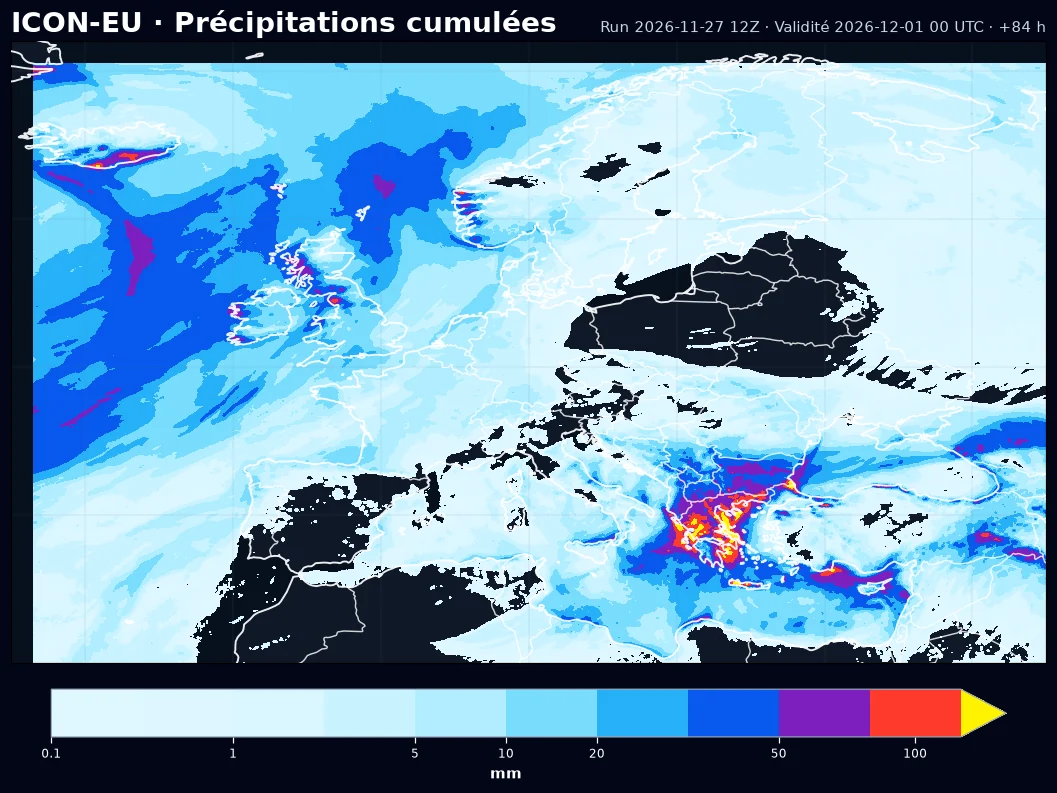 ICON-EU · Précipitations cumulées
Run 2026-11-27 12Z · Validité 2026-12-01 00 UTC · +84 h
0.1 1 5 10 20 50 100
mm